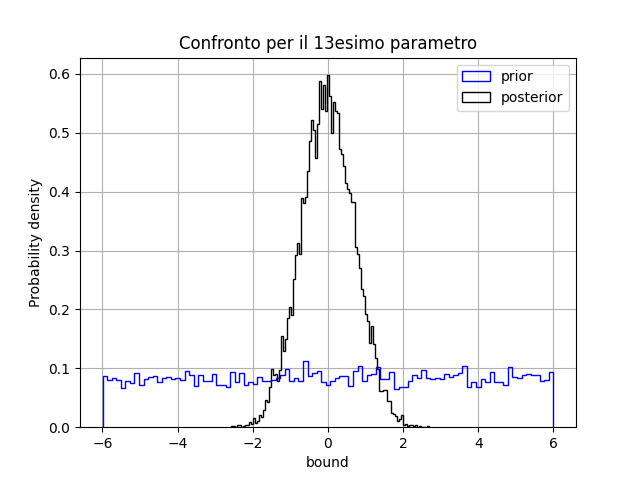 Confronto per il 13esimo parametro
prior
posterior
Probability density
0.6
0.5
0.4
0.3
0.2
0.1
0.0
−6
−4
−2
0
2
4
6
bound